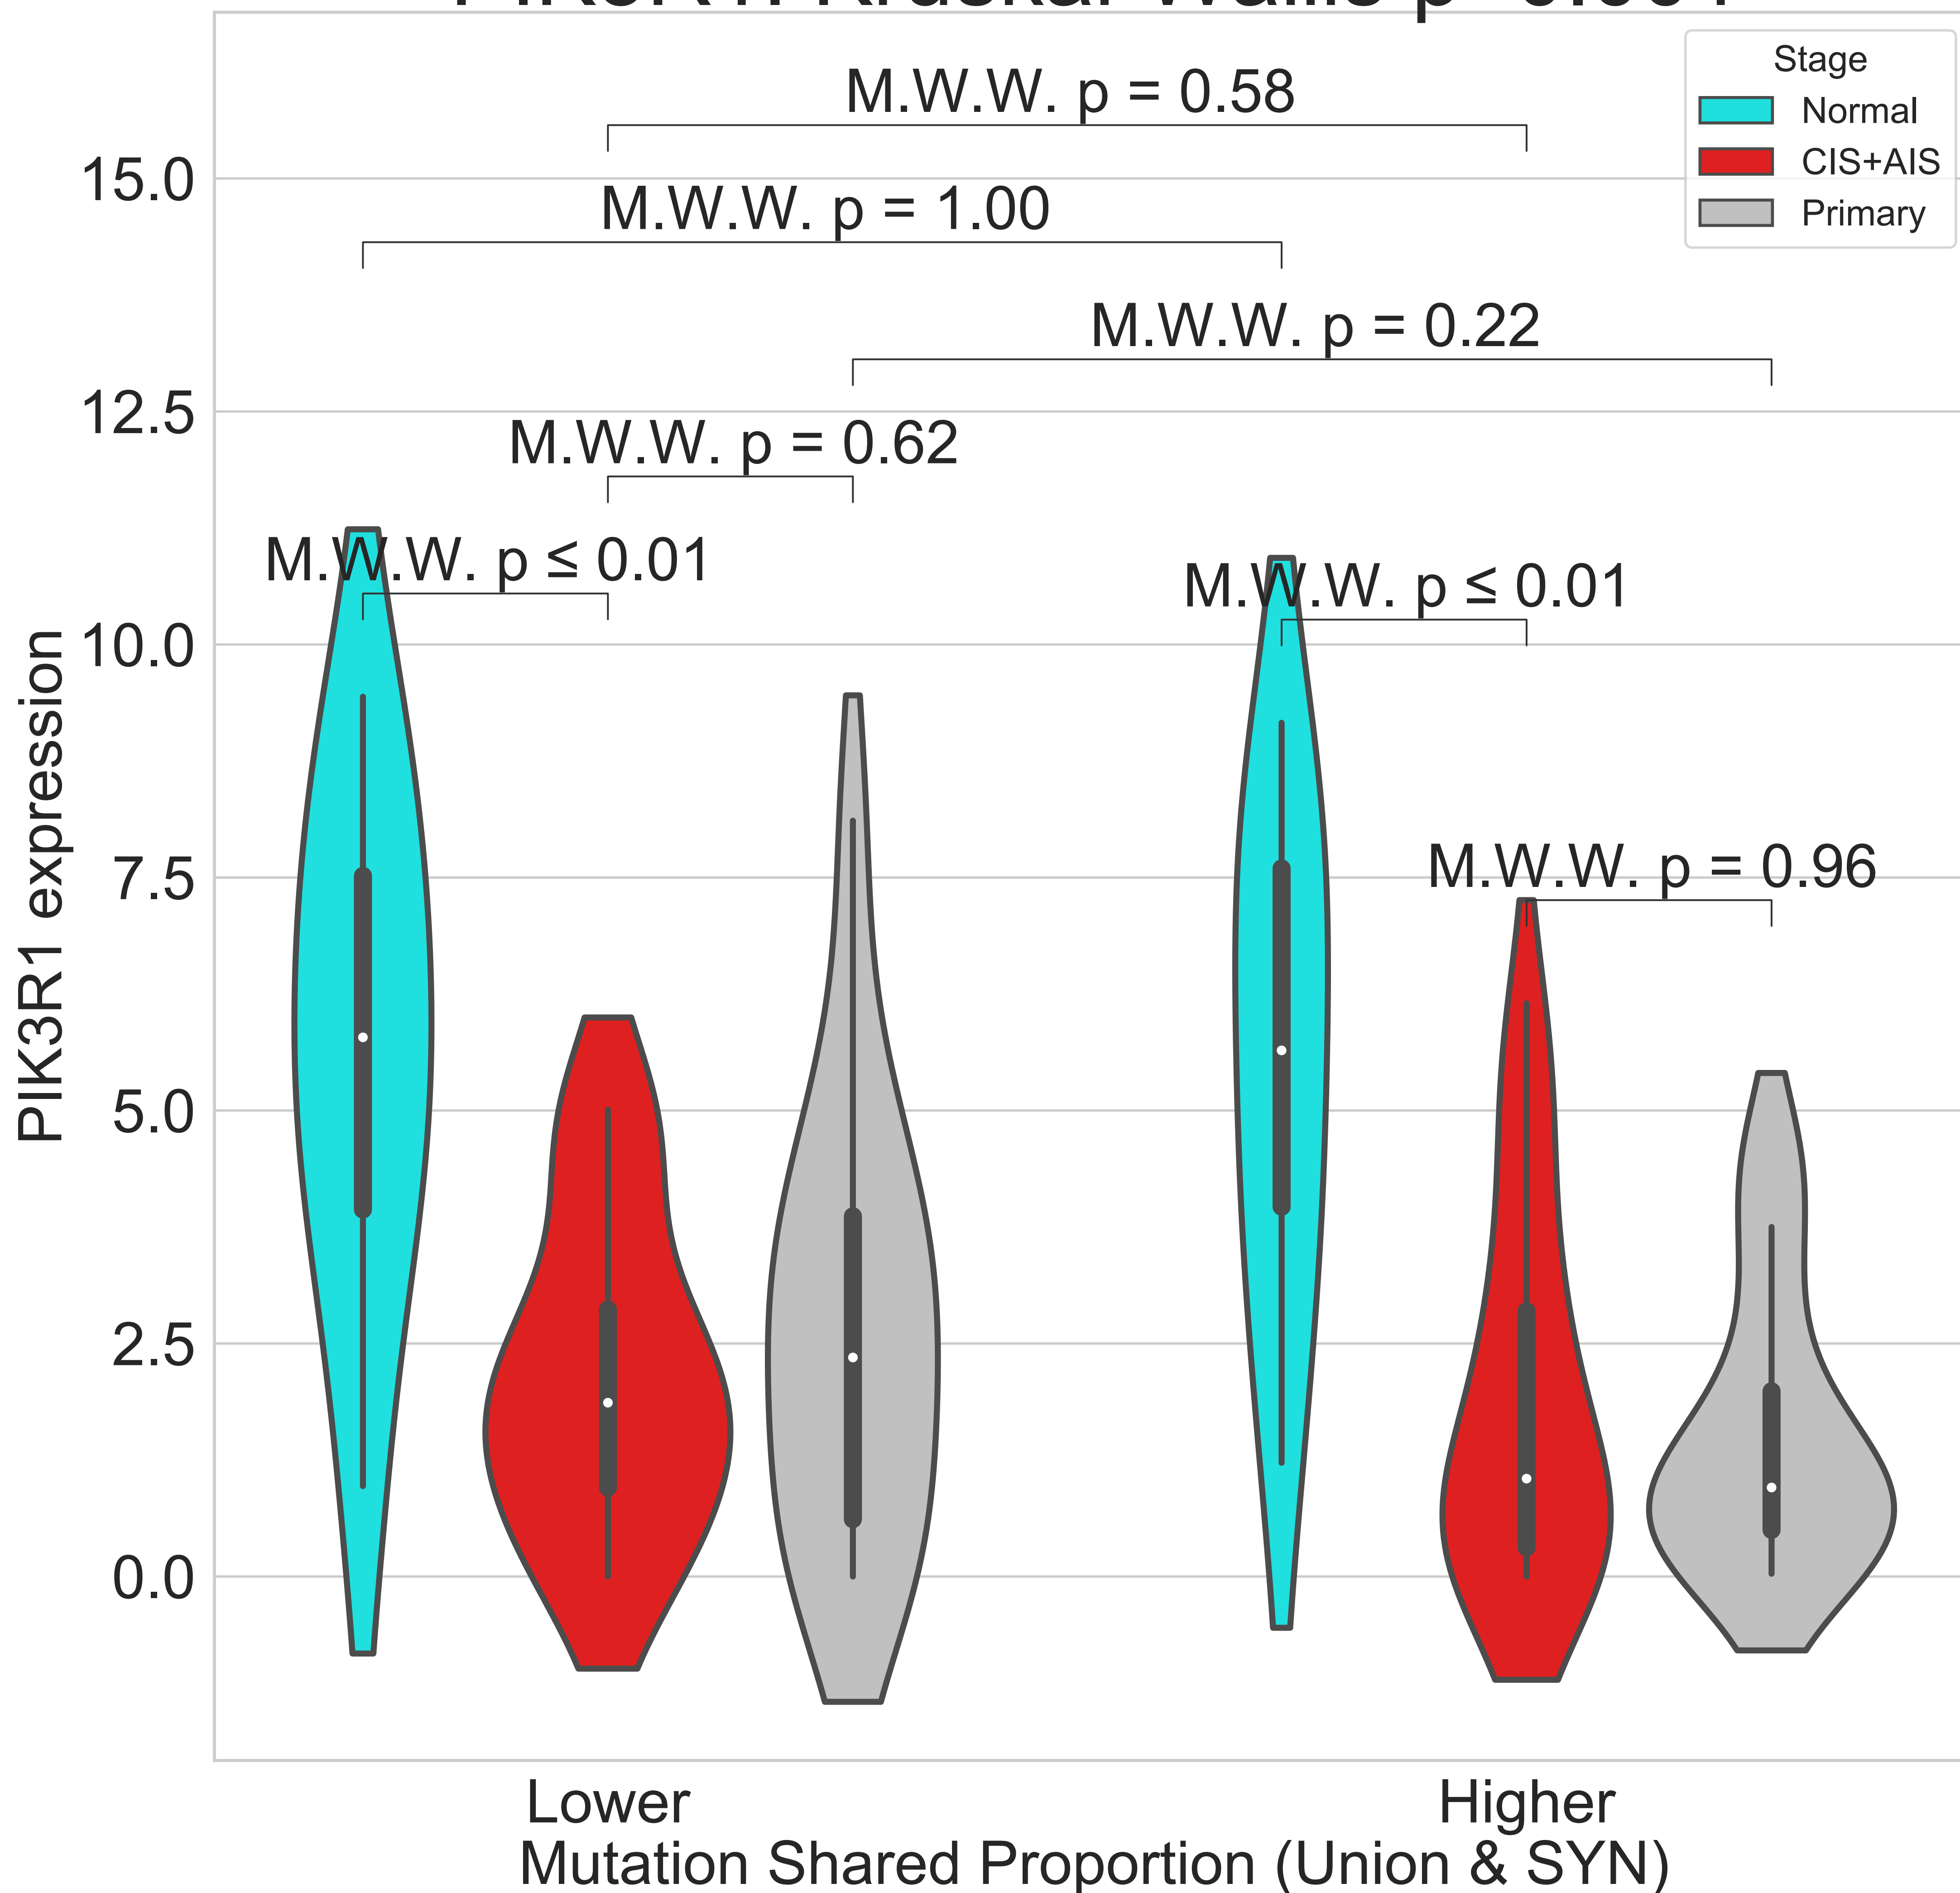 Stage
Normal
CIS+AIS
Primary
M.W.W. p = 0.58
M.W.W. p = 1.00
M.W.W. p = 0.22
M.W.W. p = 0.62
M.W.W. p ≤ 0.01
M.W.W. p ≤ 0.01
M.W.W. p = 0.96
15.0
12.5
10.0
7.5
5.0
2.5
0.0
PIK3R1 expression
Lower
Higher
Mutation Shared Proportion (Union & SYN)